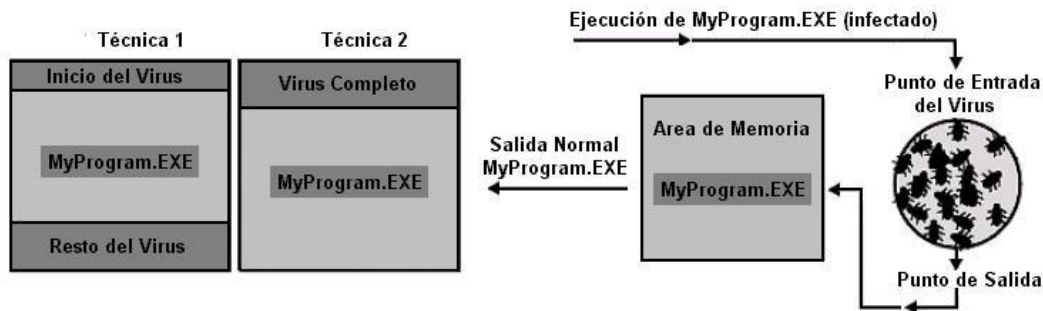 Técnica 1
Inicio del Virus
MyProgram.EXE
Resto del Virus
Técnica 2
Virus Completo
MyProgram.EXE
Ejecución de MyProgram.EXE (infectado)
Punto de Entrada
del Virus
Punto de Salida
Area de Memoria
MyProgram.EXE
Salida Normal
MyProgram.EXE